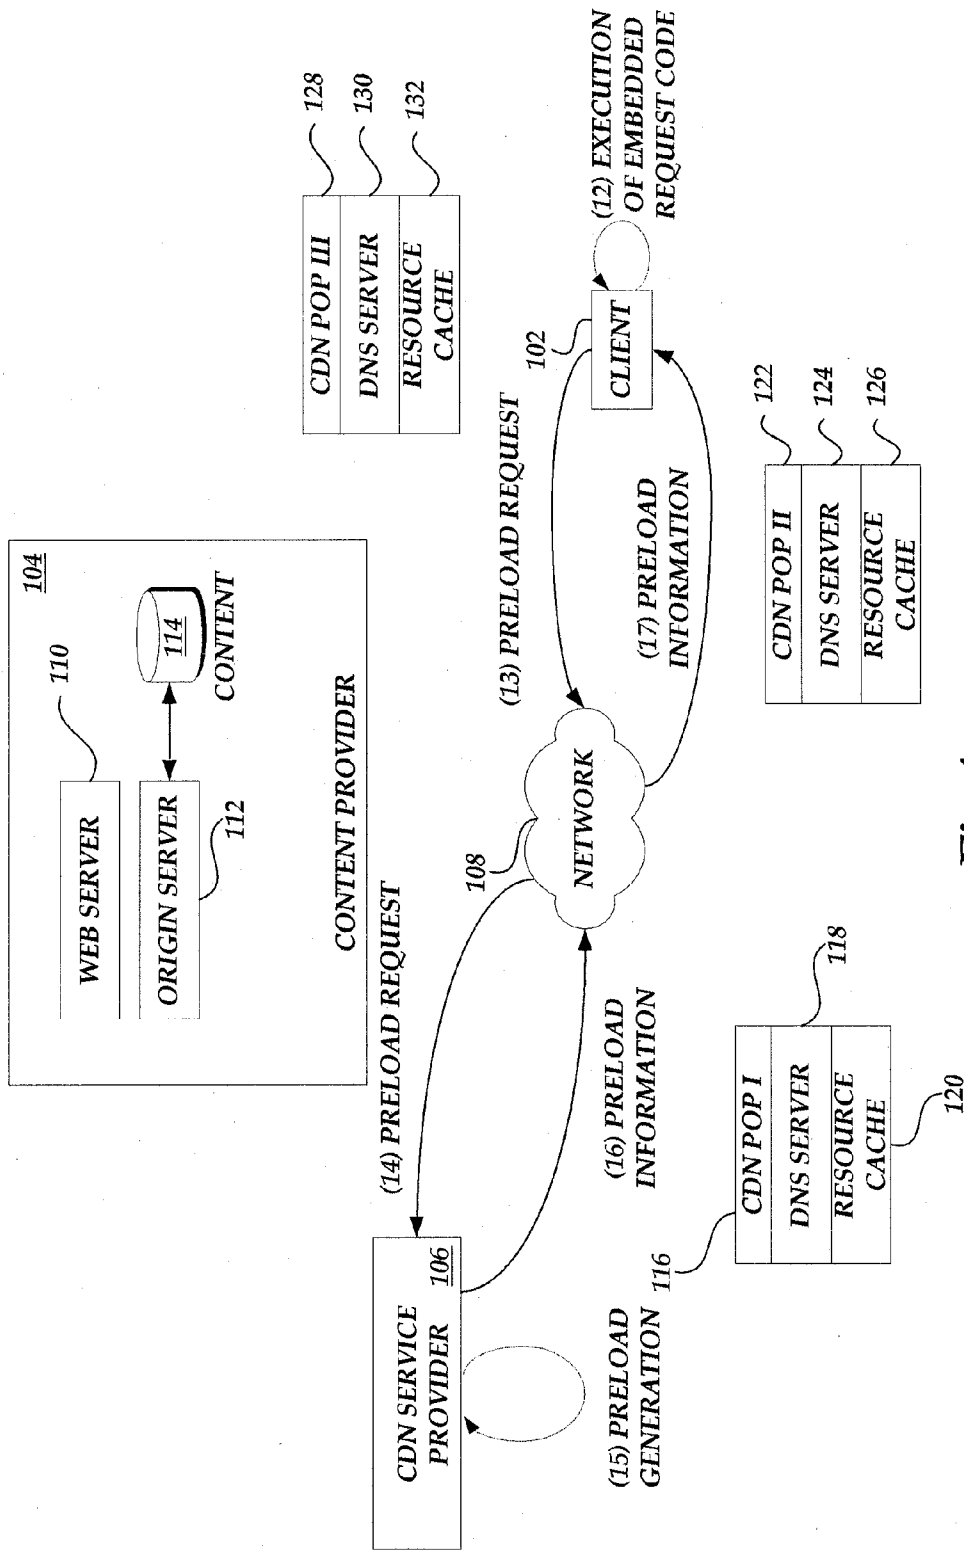 104
WEB SERVER
110
ORIGIN SERVER
112
114
CONTENT
CONTENT PROVIDER
CDN POP III
128
DNS SERVER
130
RESOURCE
CACHE
132
CDN SERVICE
PROVIDER
106
(14) PRELOAD REQUEST
(15) PRELOAD
GENERATION
(16) PRELOAD
INFORMATION
108
NETWORK
(13) PRELOAD REQUEST
(17) PRELOAD
INFORMATION
102
CLIENT
(12) EXECUTION
OF EMBEDDED
REQUEST CODE
116
CDN POP I
DNS SERVER
118
RESOURCE
CACHE
120
CDN POP II
122
DNS SERVER
124
RESOURCE
CACHE
126